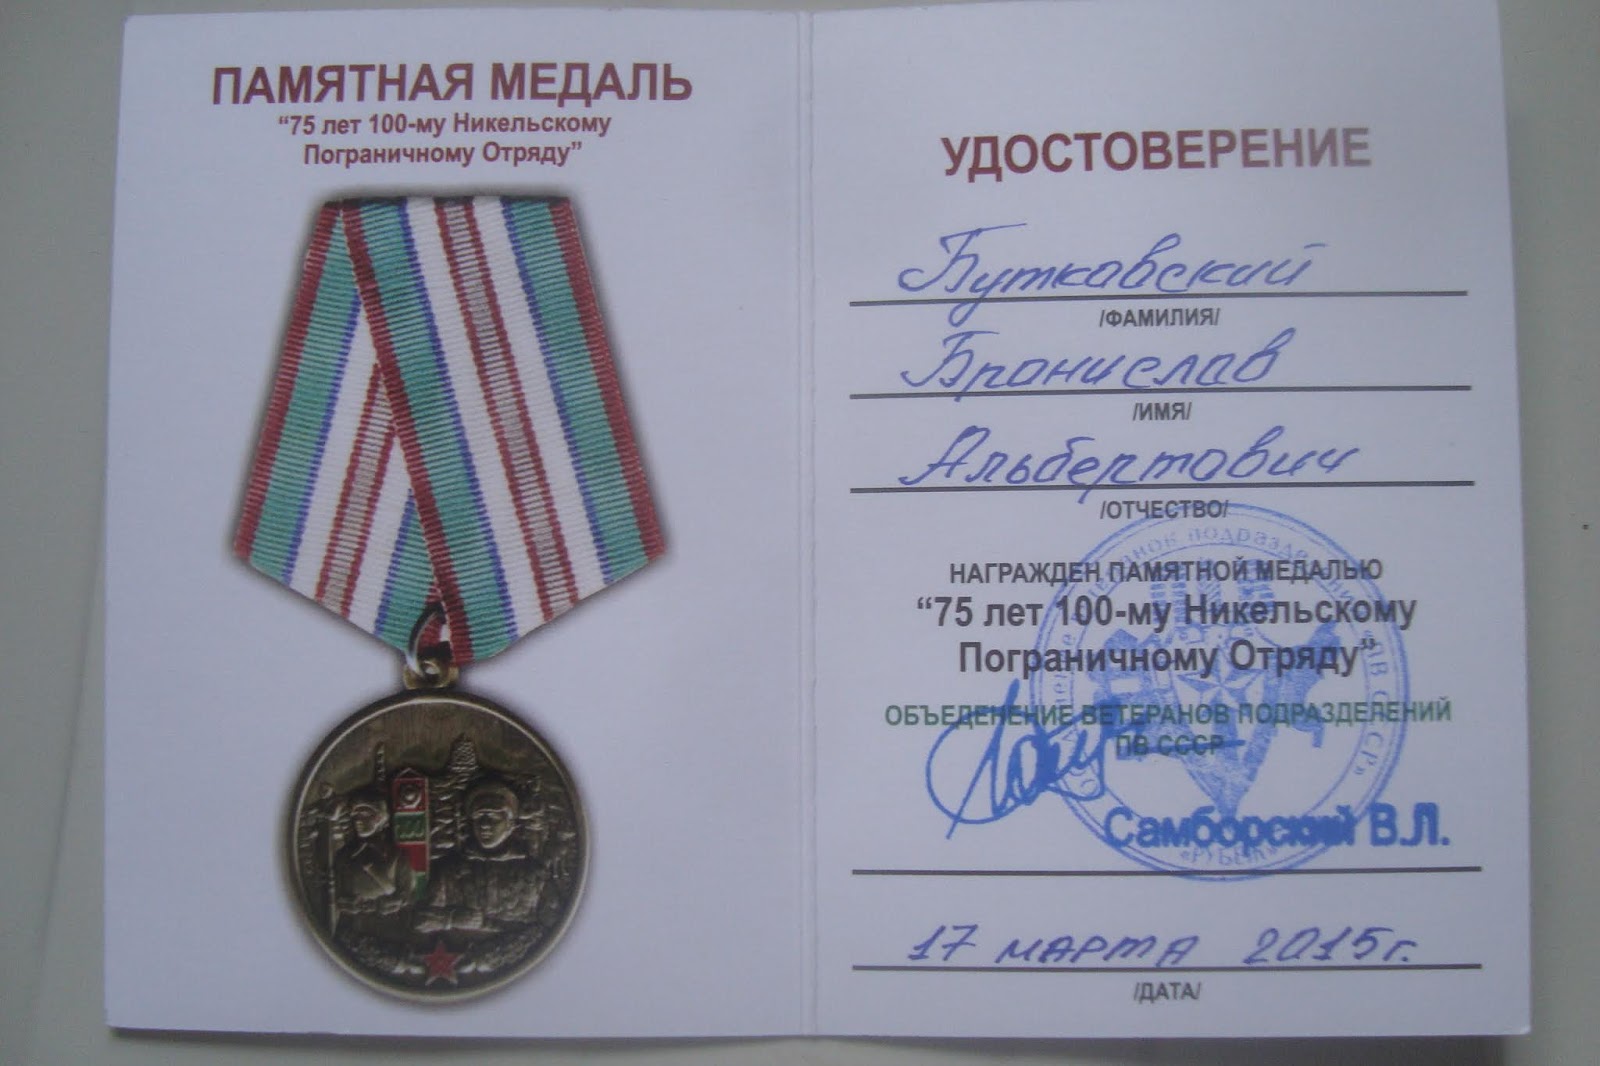 ПАМЯТНАЯ МЕДАЛЬ
“75 лет 100-му Никельскому
Пограничному Отряду”
УДОСТОВЕРЕНИЕ
Бутковский
/ФАМИЛИЯ/
Бронислав
/ИМЯ/
Альбертович
/ОТЧЕСТВО/
НАГРАЖДЕН ПАМЯТНОЙ МЕДАЛЬЮ
“75 лет 100-му Никельскому
Пограничному Отряду”
ОБЪЕДЕНЕНИЕ ВЕТЕРАНОВ ПОДРАЗДЕЛЕНИЙ
ПВ СССР
Самборский В.Л.
17 марта 2015г.
/ДАТА/